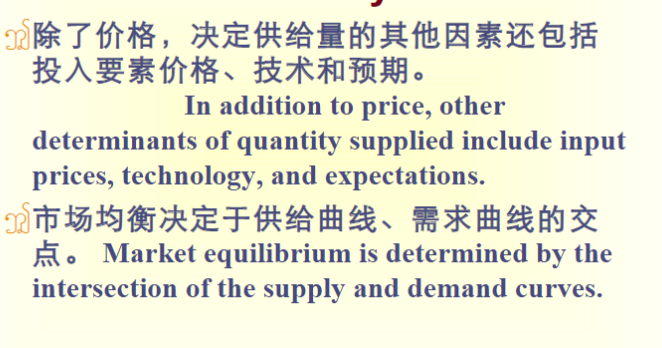 除了价格，决定供给量的其他因素还包括
投入要素价格、技术和预期。
In addition to price, other
determinants of quantity supplied include input
prices, technology, and expectations.
市场均衡决定于供给曲线、需求曲线的交
点。 Market equilibrium is determined by the
intersection of the supply and demand curves.